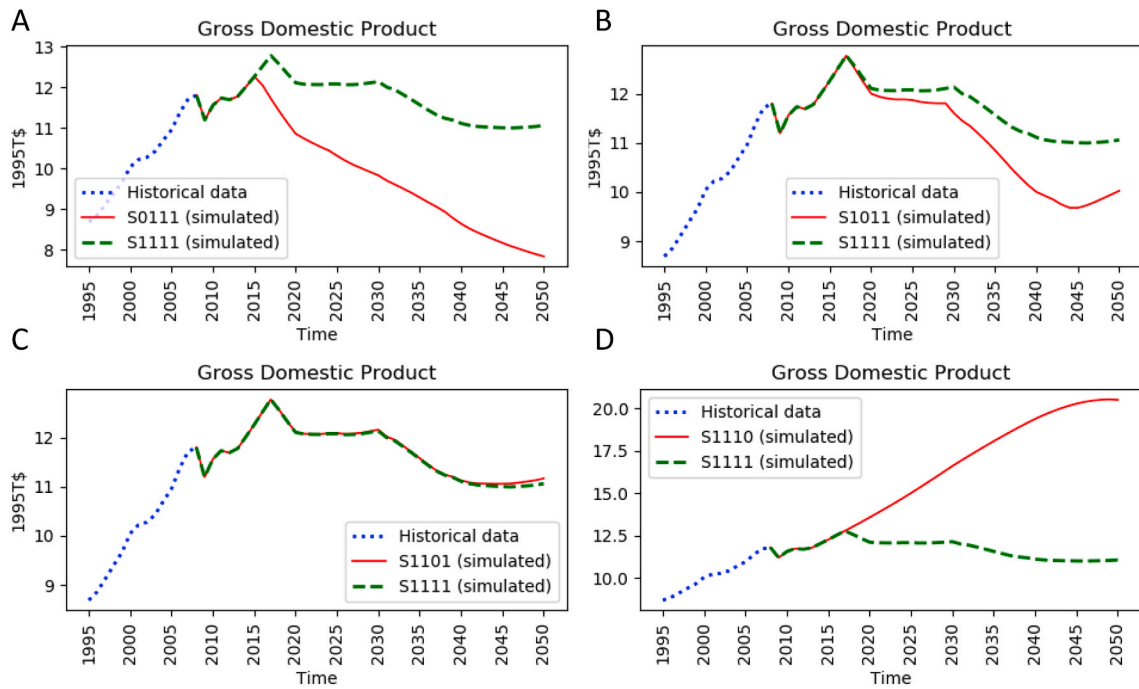 A
Gross Domestic Product
13
12
11
10
9
8
1995T$
Historical data
S0111 (simulated)
S1111 (simulated)
1995
2000
2005
2010
2015
2020
2025
2030
2035
2040
2045
2050
Time
B
Gross Domestic Product
12
11
10
9
1995T$
Historical data
S1011 (simulated)
S1111 (simulated)
1995
2000
2005
2010
2015
2020
2025
2030
2035
2040
2045
2050
Time
C
Gross Domestic Product
12
11
10
9
1995T$
Historical data
S1101 (simulated)
S1111 (simulated)
1995
2000
2005
2010
2015
2020
2025
2030
2035
2040
2045
2050
Time
D
Gross Domestic Product
20.0
17.5
15.0
12.5
10.0
1995T$
Historical data
S1110 (simulated)
S1111 (simulated)
1995
2000
2005
2010
2015
2020
2025
2030
2035
2040
2045
2050
Time